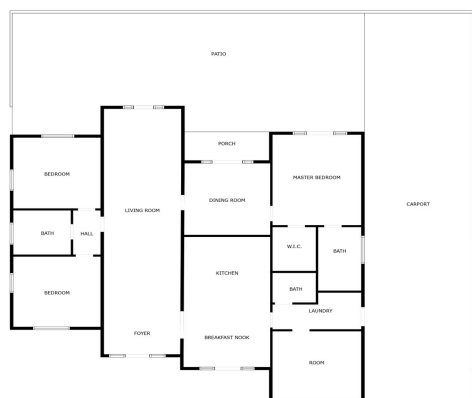 PATIO
PORCH
BEDROOM
MASTER BEDROOM
DINING ROOM
CARPORT
LIVING ROOM
BATH
HALL
W.I.C.
BATH
KITCHEN
BATH
BEDROOM
LAUNDRY
FOYER
BREAKFAST NOOK
ROOM